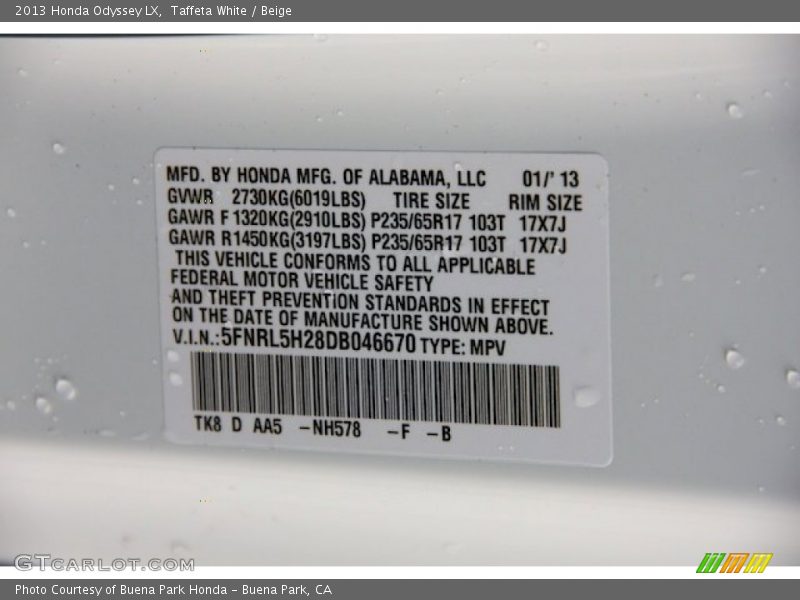 2013 Honda Odyssey LX, Taffeta White / Beige
MFD. BY HONDA MFG. OF ALABAMA, LLC 01/' 13
GVWR 2730KG(6019LBS) TIRE SIZE RIM SIZE
GAWR F 1320KG(2910LBS) P235/65R17 103T 17X7J
GAWR R1450KG(3197LBS) P235/65R17 103T 17X7J
THIS VEHICLE CONFORMS TO ALL APPLICABLE
FEDERAL MOTOR VEHICLE SAFETY
AND THEFT PREVENTION STANDARDS IN EFFECT
ON THE DATE OF MANUFACTURE SHOWN ABOVE.
V.I.N.:5FNRL5H28DB046670 TYPE: MPV
TK8 D AA5 -NH578 -F -B
GTcarlot.com
Photo Courtesy of Buena Park Honda - Buena Park, CA